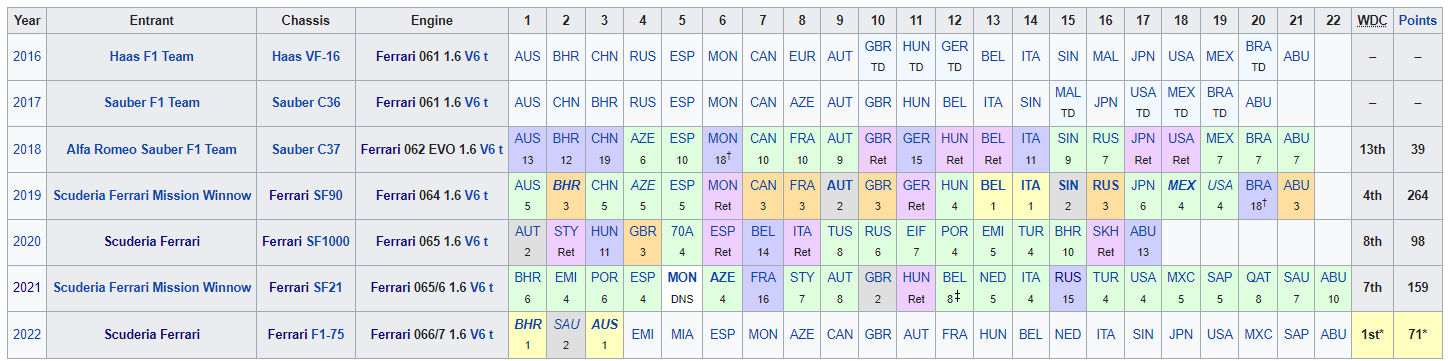 Year Entrant Chassis Engine 1 2 3 4 5 6 7 8 9 10 11 12 13 14 15 16 17 18 19 20 21 22 WDC Points
2016 Haas F1 Team Haas VF-16 Ferrari 061 1.6 V6 t AUS BHR CHN RUS ESP MON CAN EUR AUT GBR HUN GER BEL ITA SIN MAL JPN USA MEX BRA ABU – –
TD TD TD TD
2017 Sauber F1 Team Sauber C36 Ferrari 061 1.6 V6 t AUS CHN BHR RUS ESP MON CAN AZE AUT GBR HUN BEL ITA SIN MAL JPN USA MEX BRA ABU – –
TD TD TD TD
2018 Alfa Romeo Sauber F1 Team Sauber C37 Ferrari 062 EVO 1.6 V6 t AUS BHR CHN AZE ESP MON CAN FRA AUT GBR GER HUN BEL ITA SIN RUS JPN USA MEX BRA ABU 13th 39
13 12 19 6 10 18† 10 10 9 Ret 15 Ret Ret 11 9 7 Ret Ret 7 7 7
2019 Scuderia Ferrari Mission Winnow Ferrari SF90 Ferrari 064 1.6 V6 t AUS BHR CHN AZE ESP MON CAN FRA AUT GBR GER HUN BEL ITA SIN RUS JPN MEX USA BRA ABU 4th 264
5 3 5 5 5 Ret 3 3 2 3 Ret 4 1 1 2 3 6 4 4 18† 3
2020 Scuderia Ferrari Ferrari SF1000 Ferrari 065 1.6 V6 t AUT STY HUN GBR 70A ESP BEL ITA TUS RUS EIF POR EMI TUR BHR SKH ABU 8th 98
2 Ret 11 3 4 Ret 14 Ret 8 6 7 4 5 4 10 Ret 13
2021 Scuderia Ferrari Mission Winnow Ferrari SF21 Ferrari 065/6 1.6 V6 t BHR EMI POR ESP MON AZE FRA STY AUT GBR HUN BEL NED ITA RUS TUR USA MXC SAP QAT SAU ABU 7th 159
6 4 6 4 DNS 4 16 7 8 2 Ret 8‡ 5 4 15 4 4 5 5 8 7 10
2022 Scuderia Ferrari Ferrari F1-75 Ferrari 066/7 1.6 V6 t BHR SAU AUS EMI MIA ESP MON AZE CAN GBR AUT FRA HUN BEL NED ITA SIN JPN USA MXC SAP ABU 1st* 71*
1 2 1